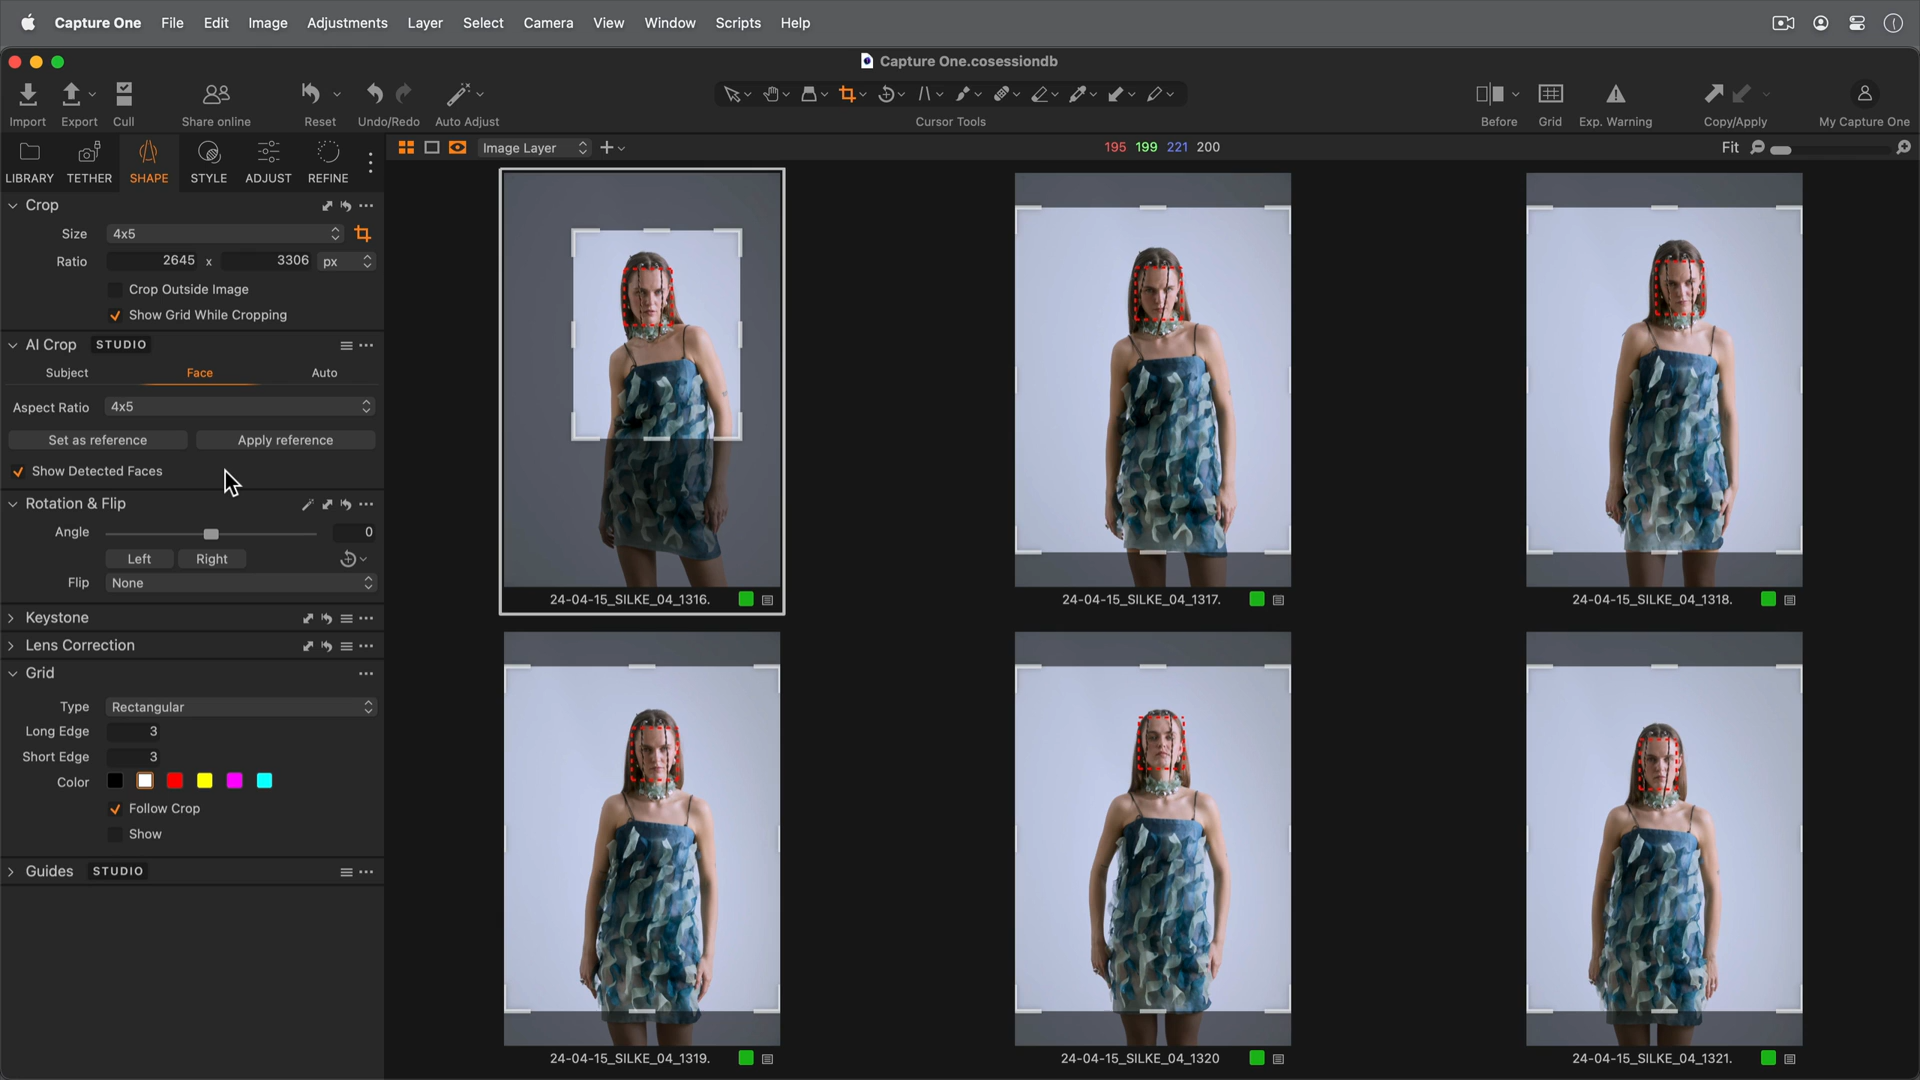 Capture One File Edit Image Adjustments Layer Select Camera View Window Scripts Help
Capture One.cosessiondb
Import Export Cull Share online Reset Undo/Redo Auto Adjust Cursor Tools Before Grid Exp. Warning Copy/Apply My Capture One
LIBRARY TETHER SHAPE STYLE ADJUST REFINE
Image Layer 195 199 221 200 Fit
Crop
Size 4x5
Ratio 2645 x 3306 px
Crop Outside Image
Show Grid While Cropping
AI Crop STUDIO
Subject Face Auto
Aspect Ratio 4x5
Set as reference Apply reference
Show Detected Faces
Rotation & Flip
Angle 0
Left Right
Flip None
Keystone
Lens Correction
Grid
Type Rectangular
Long Edge 3
Short Edge 3
Color
Follow Crop
Show
Guides STUDIO
24-04-15_SILKE_04_1316. 24-04-15_SILKE_04_1317. 24-04-15_SILKE_04_1318.
24-04-15_SILKE_04_1319. 24-04-15_SILKE_04_1320 24-04-15_SILKE_04_1321.